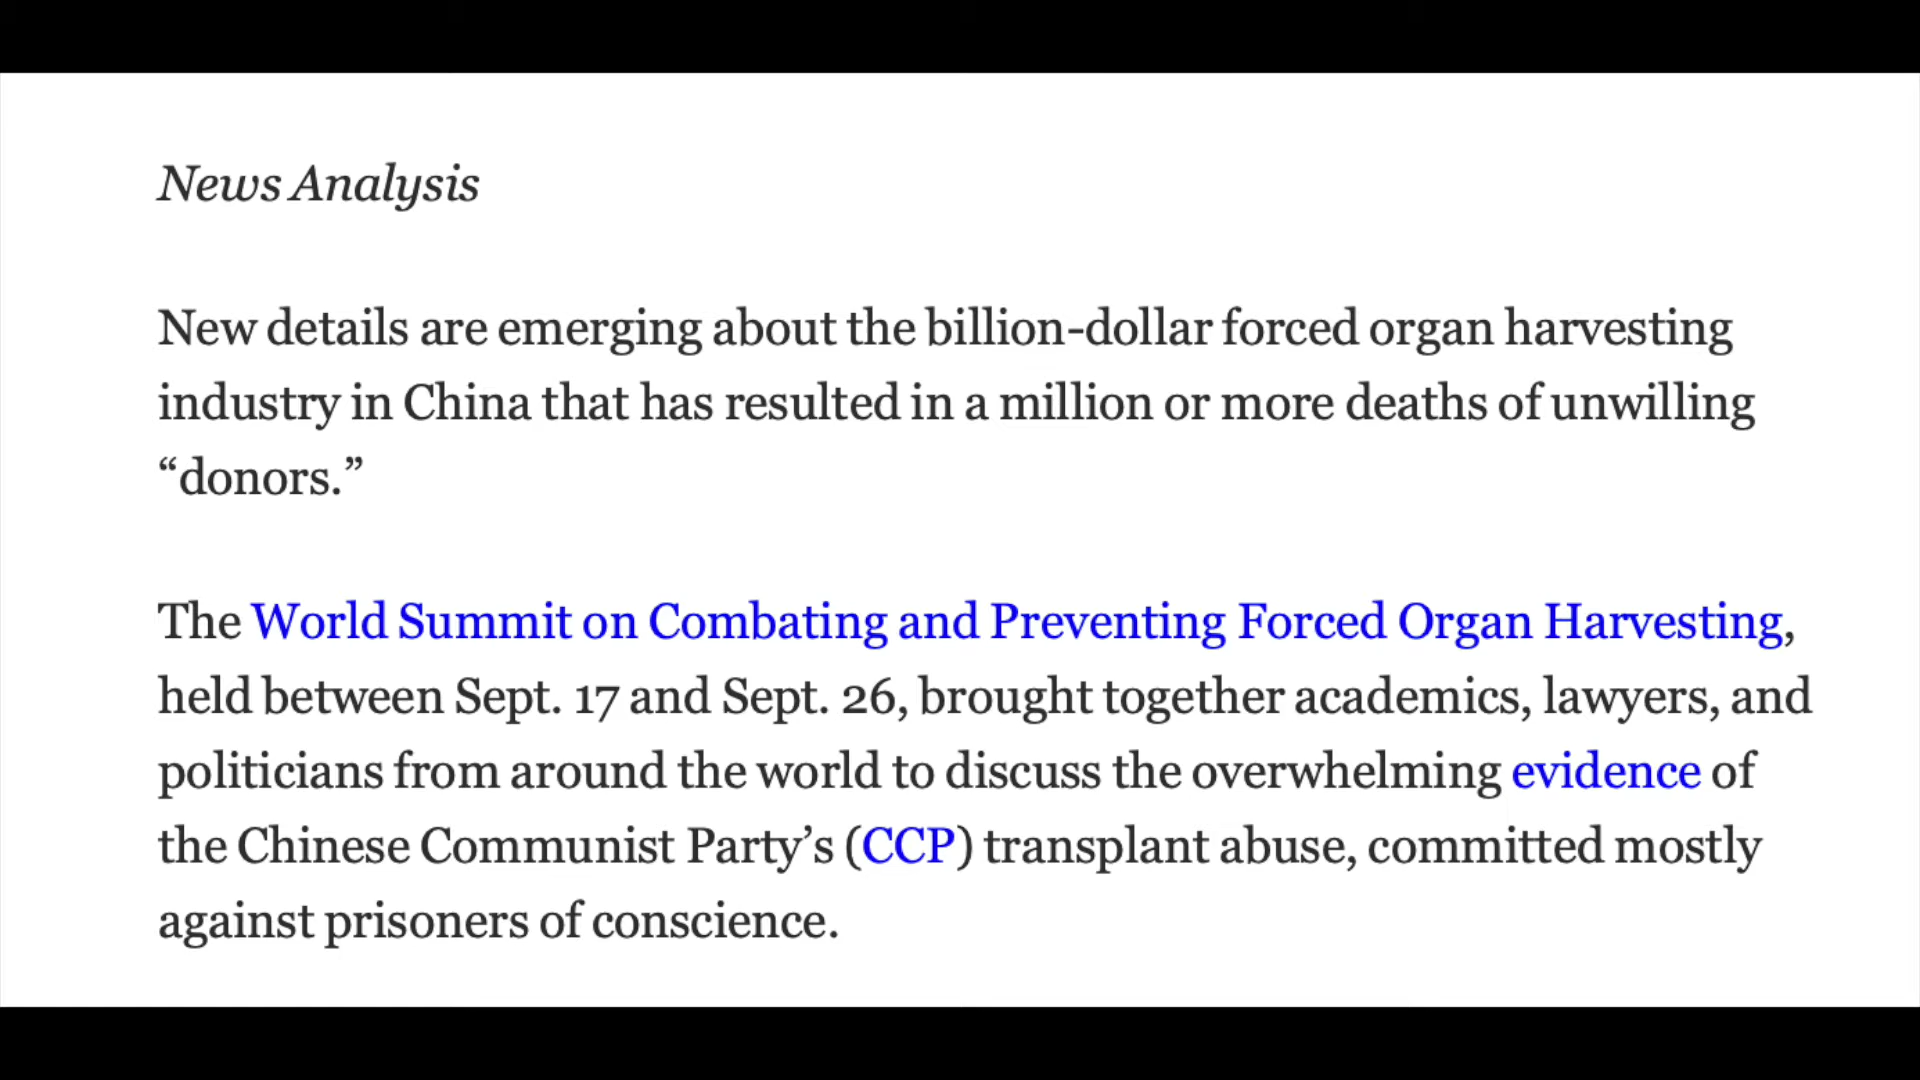 News Analysis
New details are emerging about the billion-dollar forced organ harvesting
industry in China that has resulted in a million or more deaths of unwilling
“donors.”
The World Summit on Combating and Preventing Forced Organ Harvesting,
held between Sept. 17 and Sept. 26, brought together academics, lawyers, and
politicians from around the world to discuss the overwhelming evidence of
the Chinese Communist Party’s (CCP) transplant abuse, committed mostly
against prisoners of conscience.